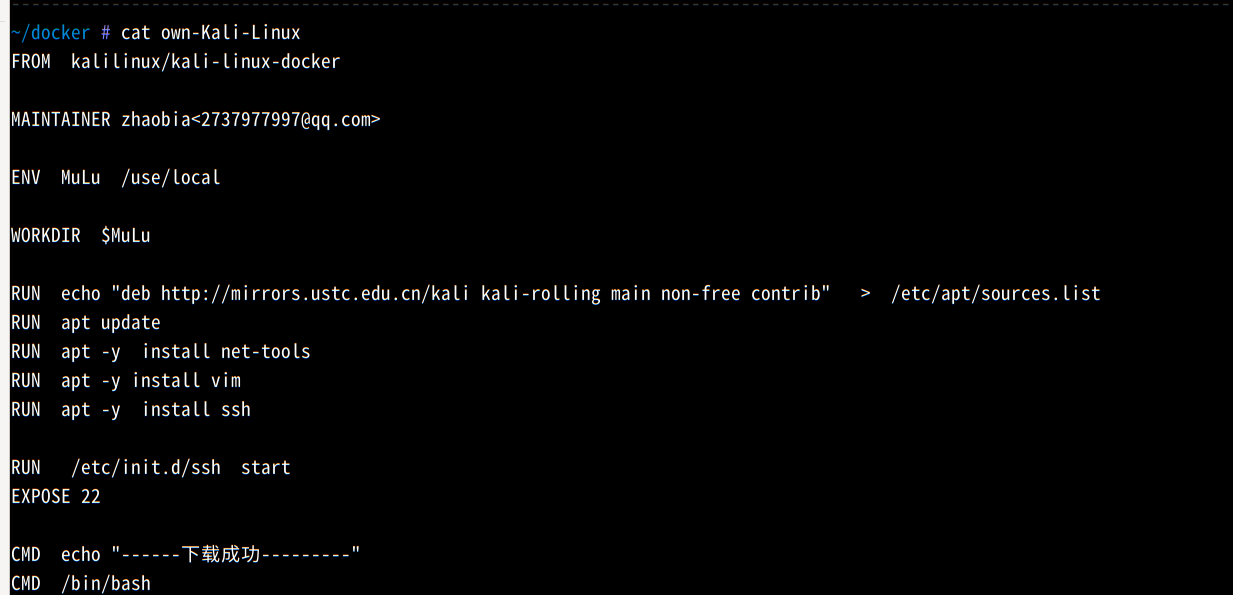 ~/docker # cat own-Kali-Linux
FROM  kalilinux/kali-linux-docker
MAINTAINER zhaobia<2737977997@qq.com>
ENV  MuLu  /use/local
WORKDIR  $MuLu
RUN  echo "deb http://mirrors.ustc.edu.cn/kali kali-rolling main non-free contrib"   >  /etc/apt/sources.list
RUN  apt update
RUN  apt -y  install net-tools
RUN  apt -y install vim
RUN  apt -y  install ssh
RUN   /etc/init.d/ssh  start
EXPOSE 22
CMD  echo "------下载成功---------"
CMD  /bin/bash